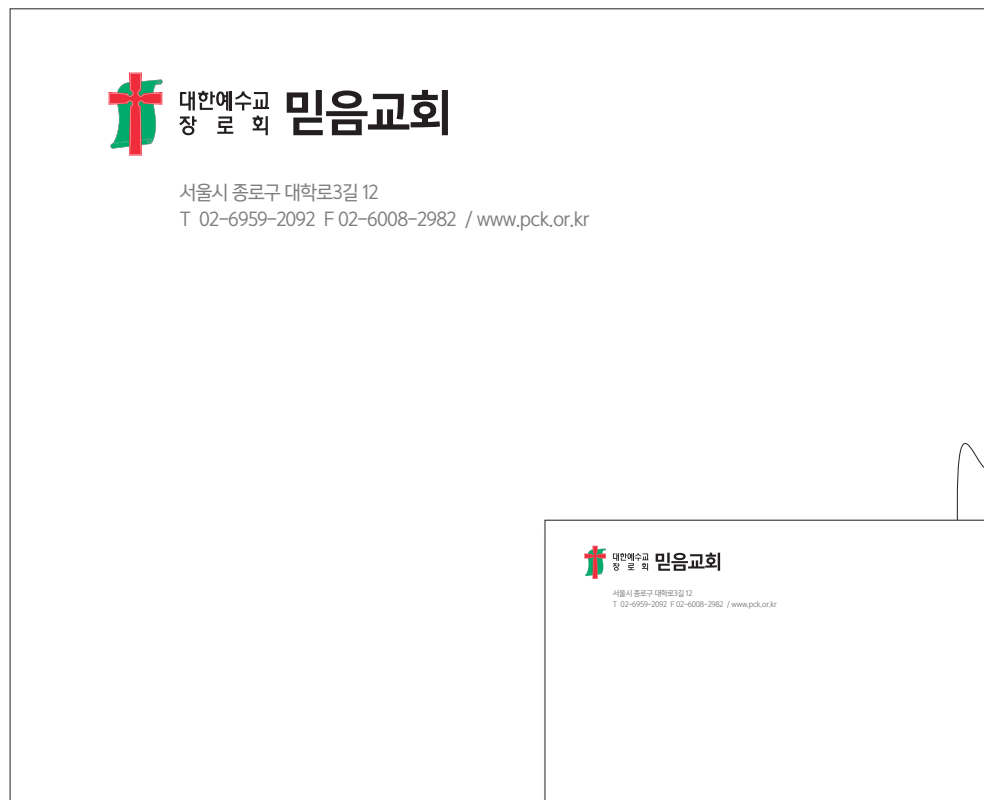 대한예수교
장로회 믿음교회
서울시 종로구 대학로3길 12
T 02-6959-2092 F 02-6008-2982 / www.pck.or.kr
대한예수교
장로회 믿음교회
서울시 종로구 대학로3길 12
T 02-6959-2092 F 02-6008-2982 / www.pck.or.kr